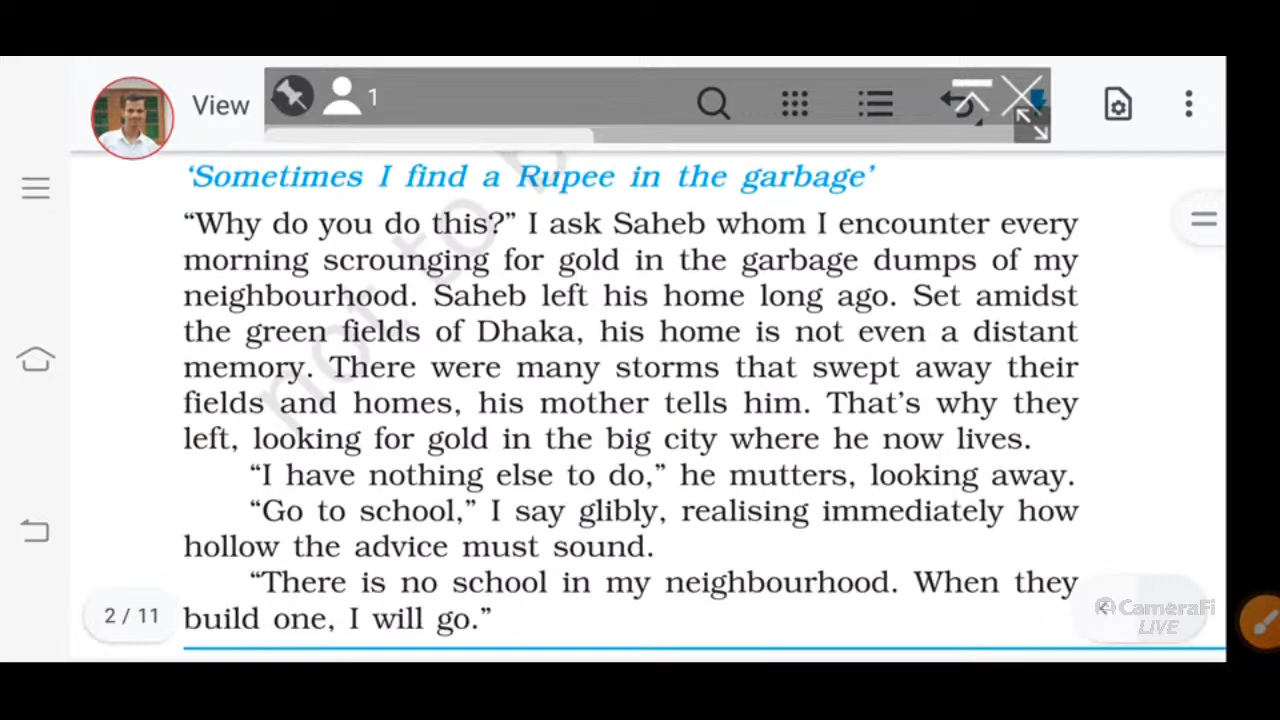 View
1
‘Sometimes I find a Rupee in the garbage’
“Why do you do this?” I ask Saheb whom I encounter every
morning scrounging for gold in the garbage dumps of my
neighbourhood. Saheb left his home long ago. Set amidst
the green fields of Dhaka, his home is not even a distant
memory. There were many storms that swept away their
fields and homes, his mother tells him. That’s why they
left, looking for gold in the big city where he now lives.
“I have nothing else to do,” he mutters, looking away.
“Go to school,” I say glibly, realising immediately how
hollow the advice must sound.
“There is no school in my neighbourhood. When they
build one, I will go.”
2 / 11
CameraFi
LIVE
not to b